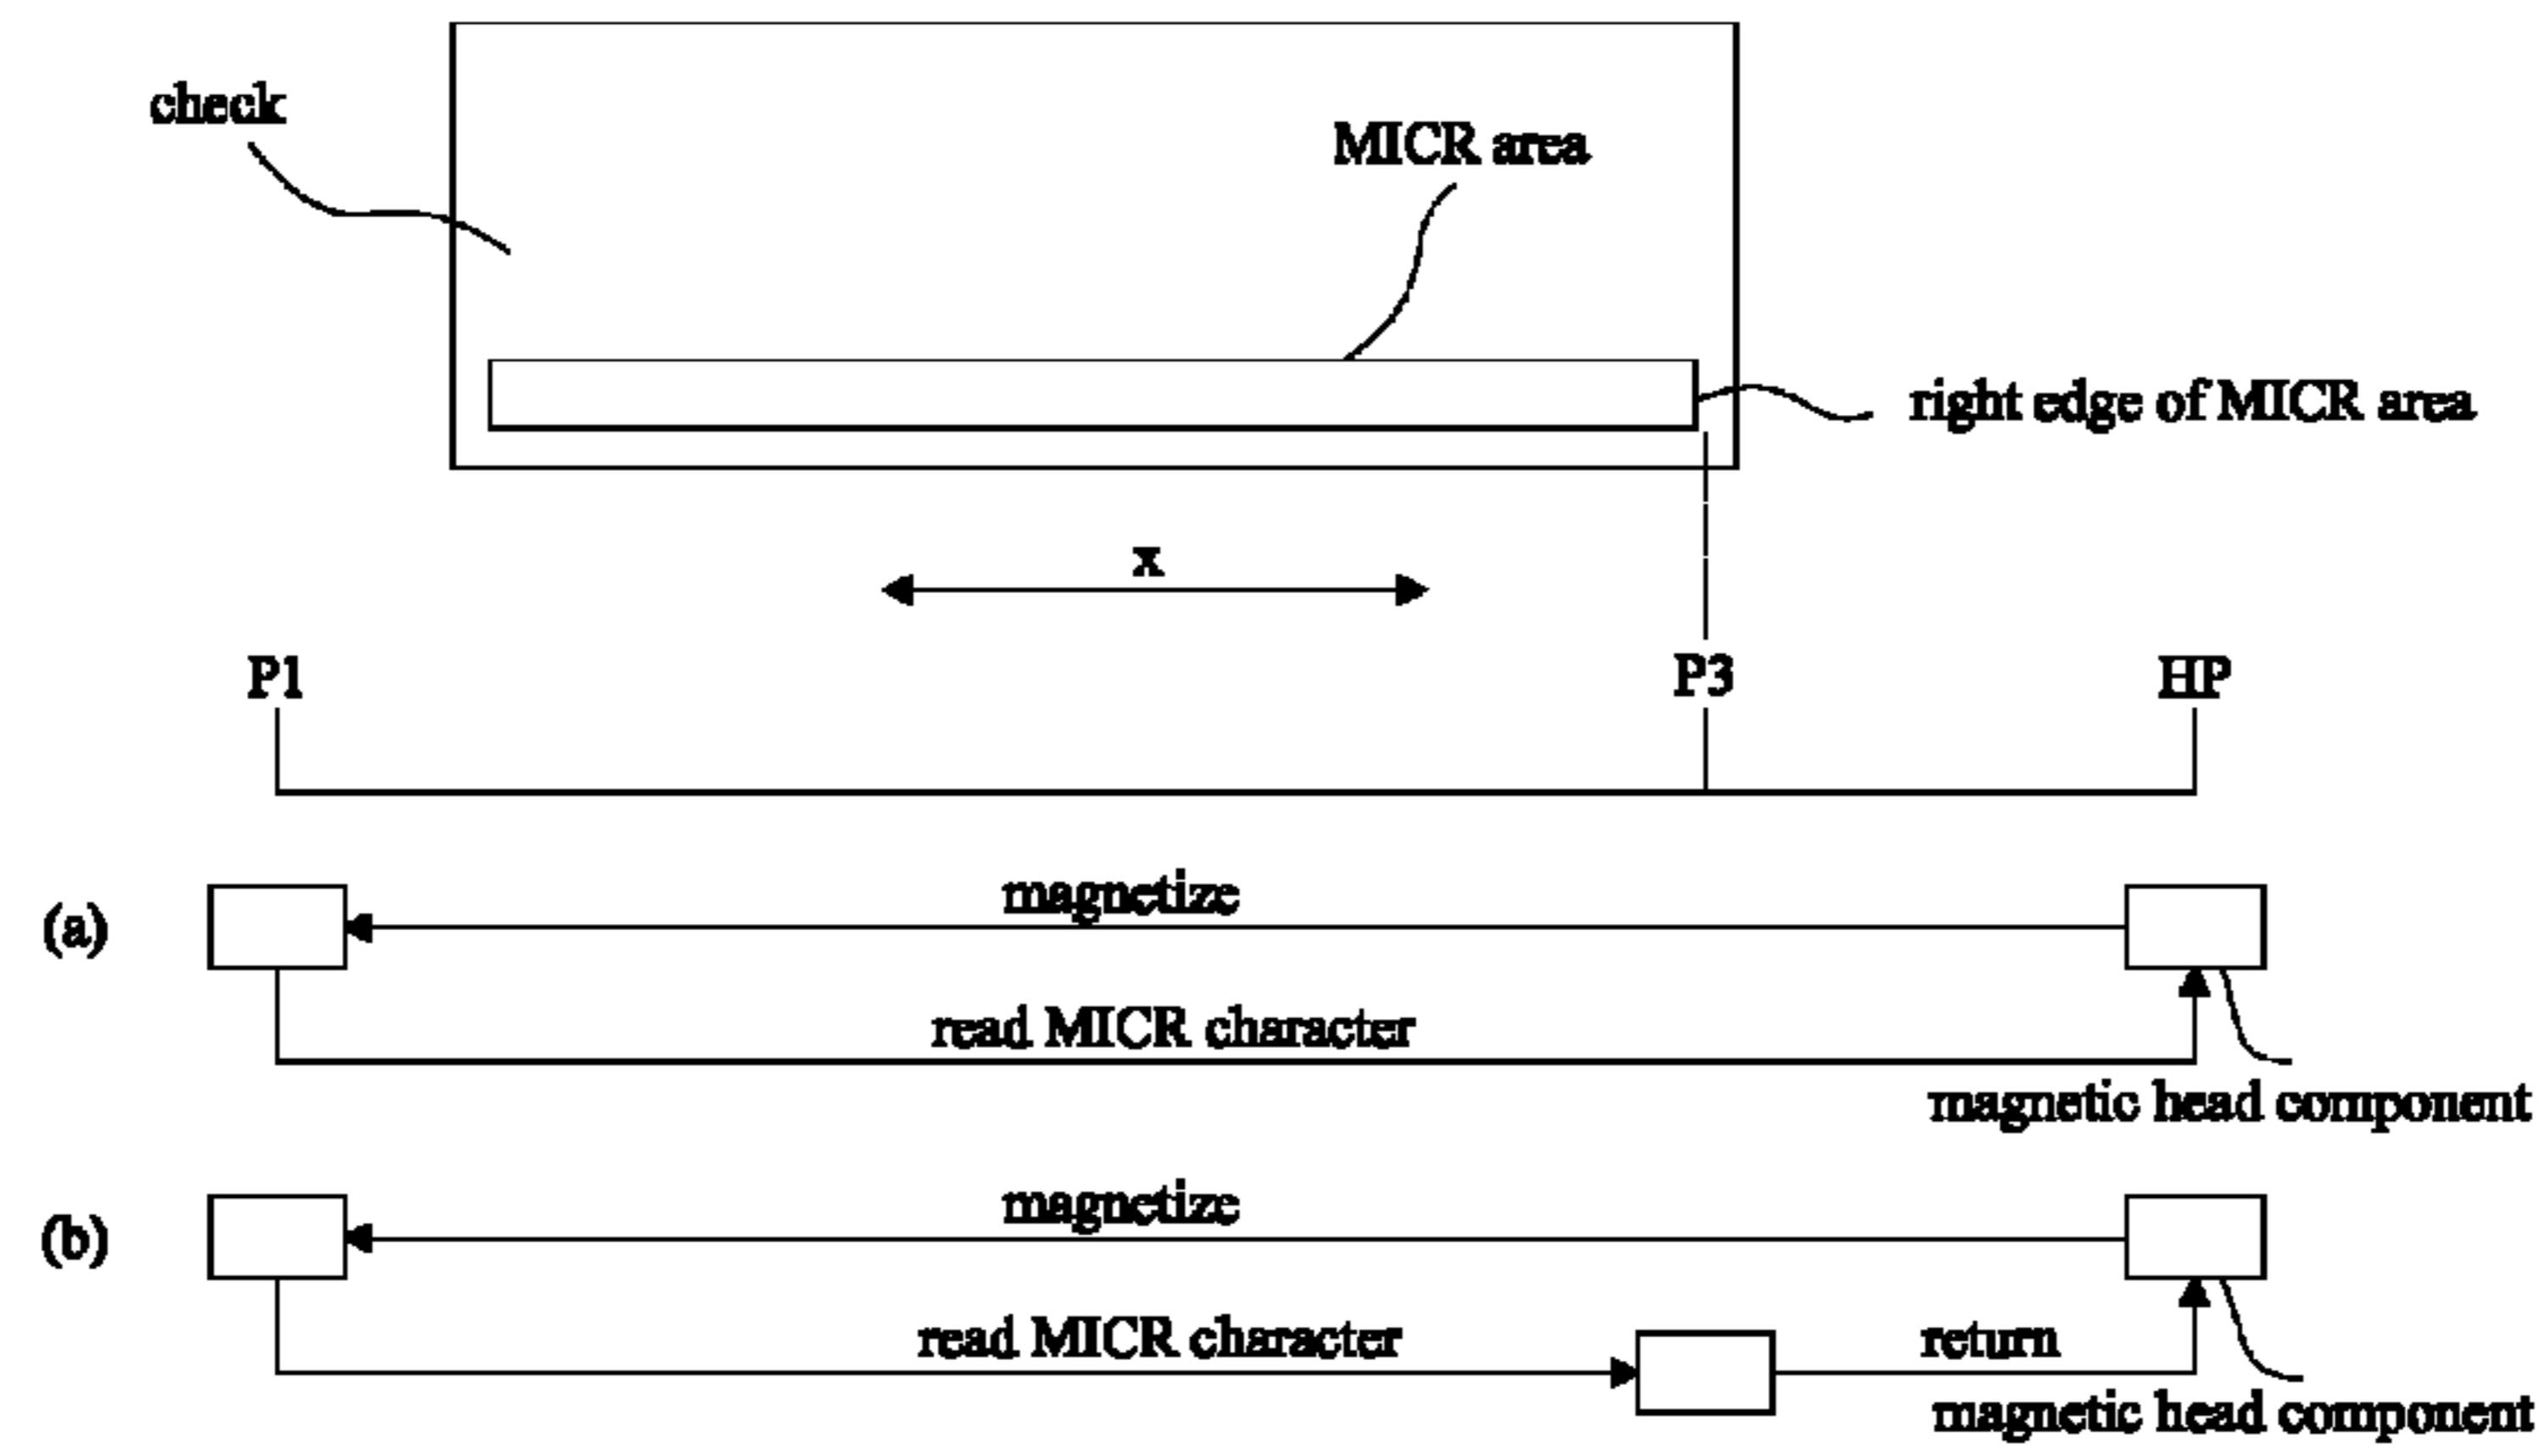 check
MICR area
right edge of MICR area
x
P1 P3 HP
(a)
magnetize
read MICR character
magnetic head component
(b)
magnetize
read MICR character
return
magnetic head component